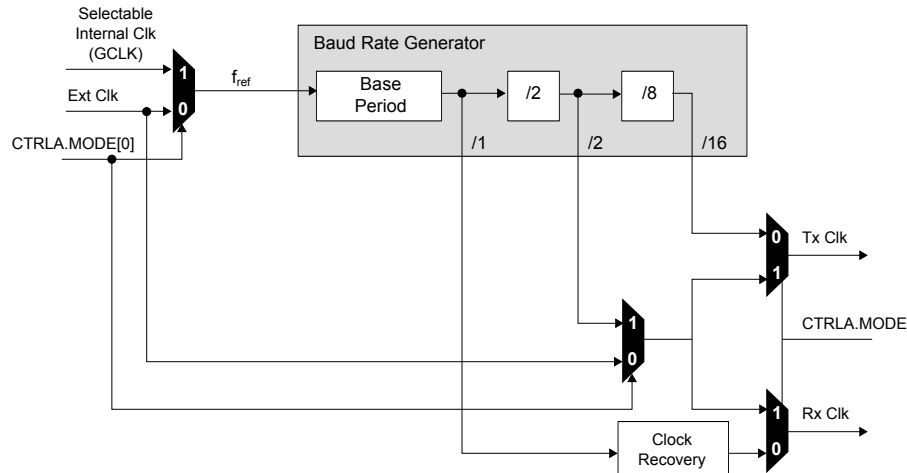 Selectable
Internal Clk
(GCLK)
Ext Clk
CTRLA.MODE[0]
1
0
fref
Baud Rate Generator
Base
Period
/2
/8
/1
/2
/16
0
1
Tx Clk
1
0
CTRLA.MODE
1
0
Rx Clk
Clock
Recovery